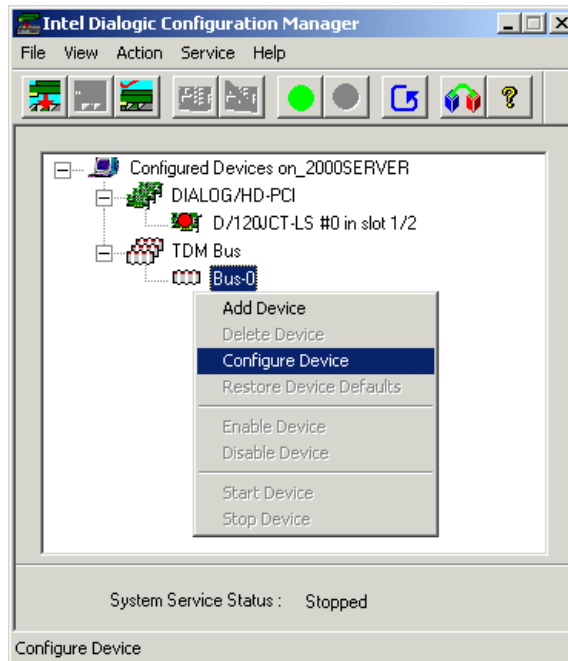 Intel Dialogic Configuration Manager
File View Action Service Help
Configured Devices on_2000SERVER
DIALOG/HD-PCI
D/120JCT-LS #0 in slot 1/2
TDM Bus
Bus-0
Add Device
Delete Device
Configure Device
Restore Device Defaults
Enable Device
Disable Device
Start Device
Stop Device
System Service Status : Stopped
Configure Device